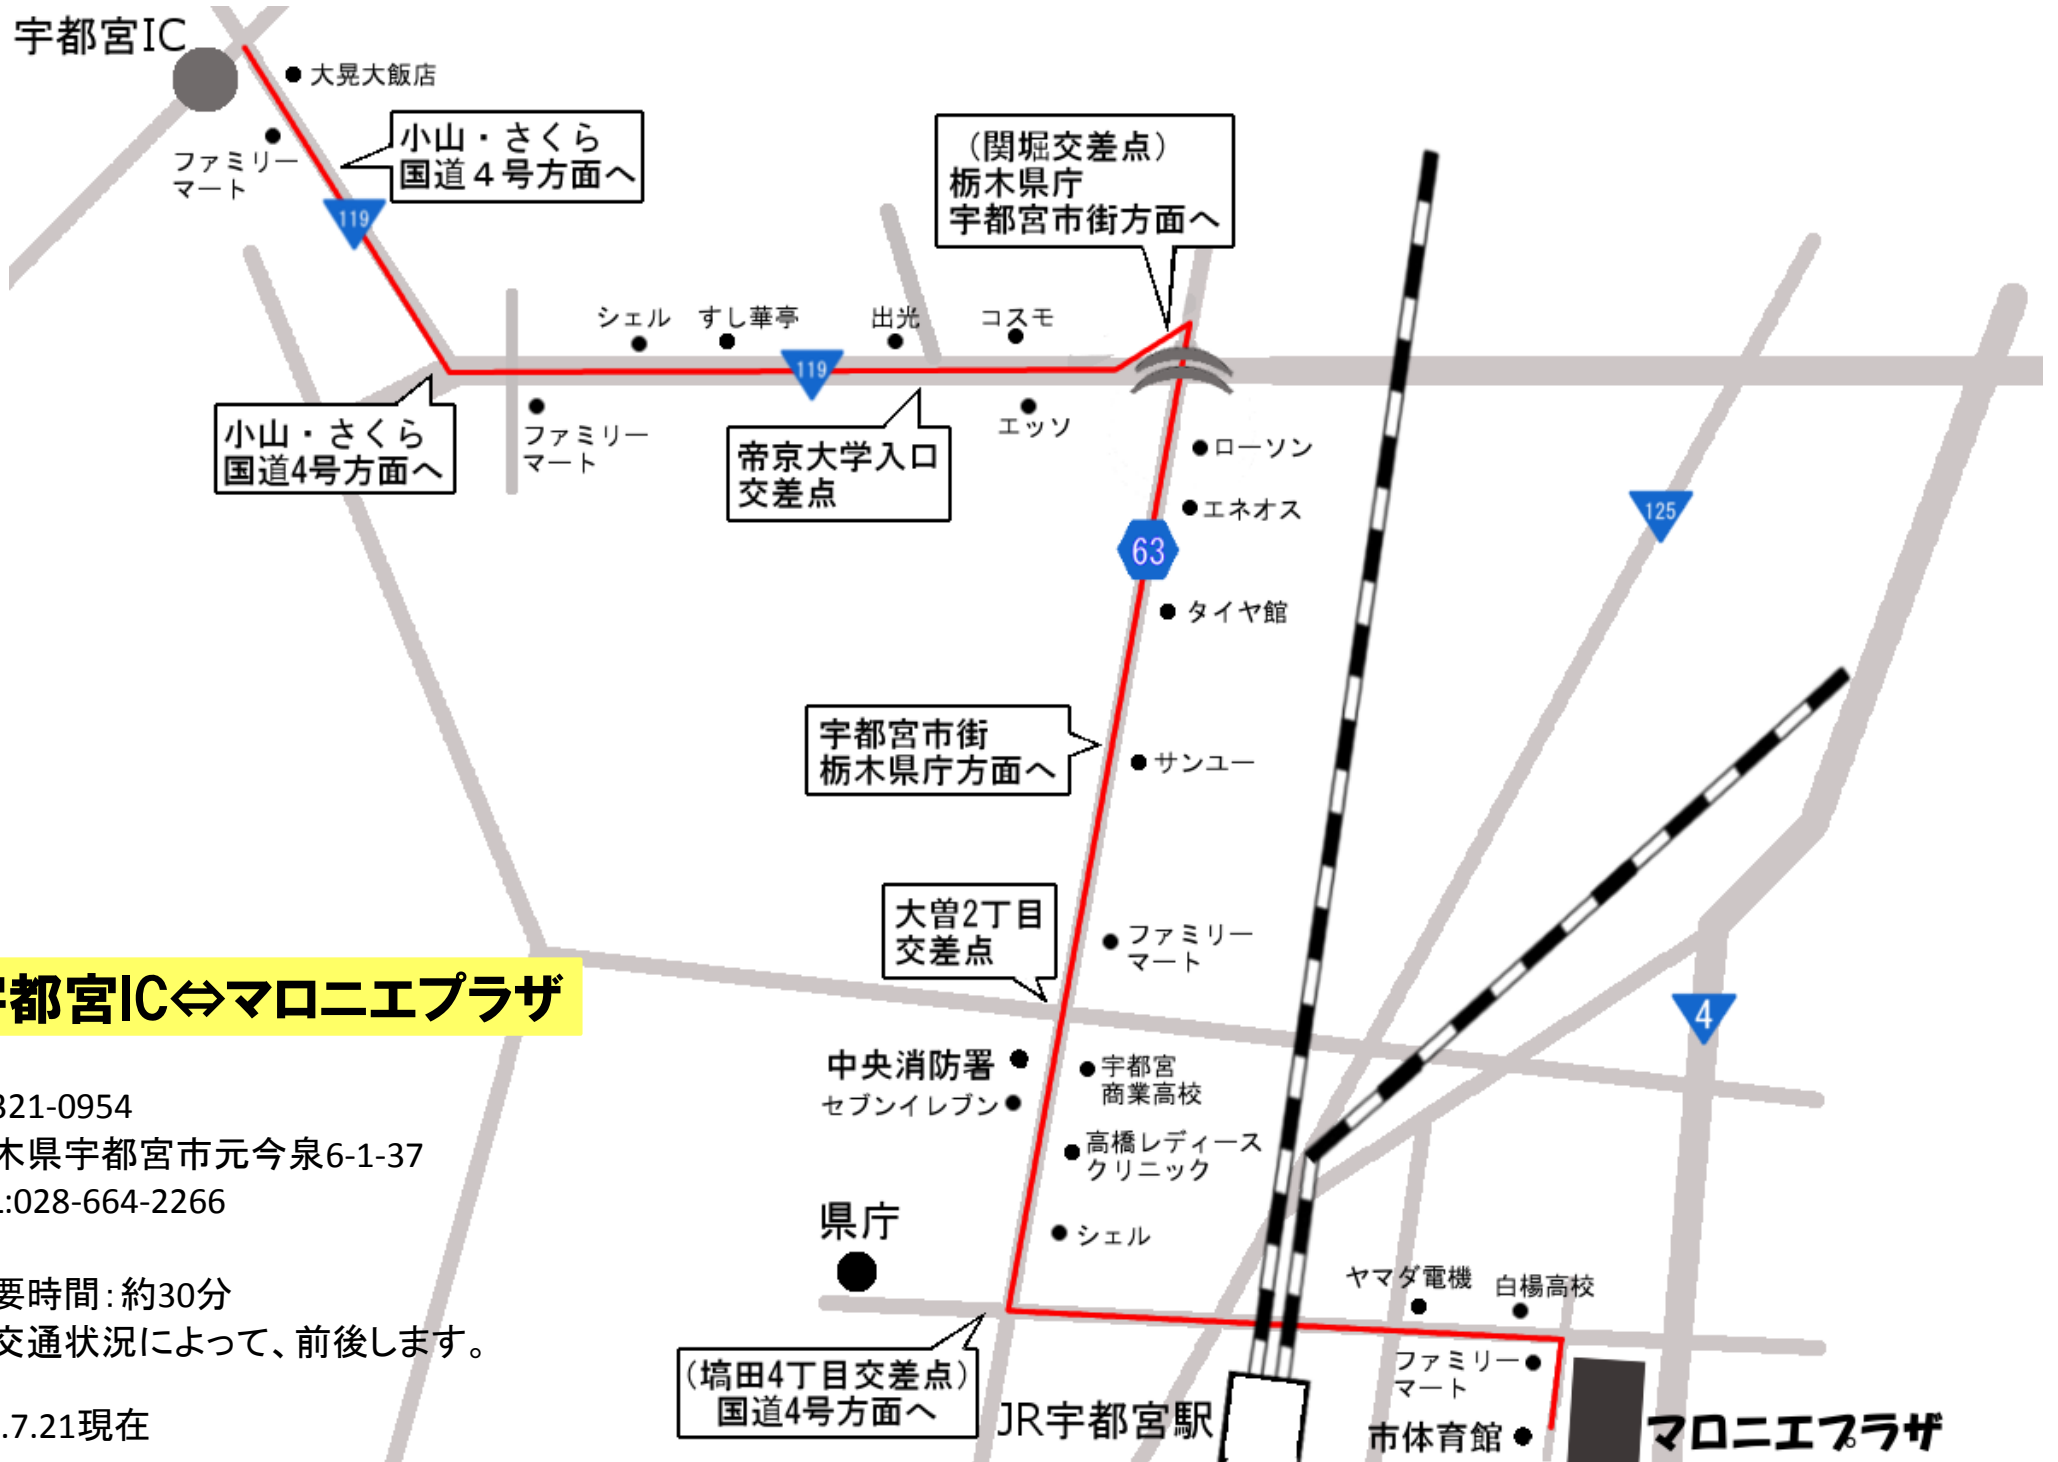 宇都宮IC
大晃大飯店
ファミリー
マート
小山・さくら
国道４号方面へ
119
（関堀交差点）
栃木県庁
宇都宮市街方面へ
シェル
すし華亭
出光
コスモ
119
小山・さくら
国道4号方面へ
ファミリー
マート
帝京大学入口
交差点
エッソ
ローソン
エネオス
125
63
タイヤ館
宇都宮市街
栃木県庁方面へ
サンユー
大曽2丁目
交差点
ファミリー
マート
都宮IC⇔マロニエプラザ
4
中央消防署
セブンイレブン
宇都宮
商業高校
高橋レディース
クリニック
321-0954
木県宇都宮市元今泉6-1-37
:028-664-2266
県庁
シェル
要時間：約30分
交通状況によって、前後します。
ヤマダ電機
白楊高校
（塙田4丁目交差点）
国道4号方面へ
ファミリー
マート
.7.21現在
JR宇都宮駅
市体育館
マロニエプラザ